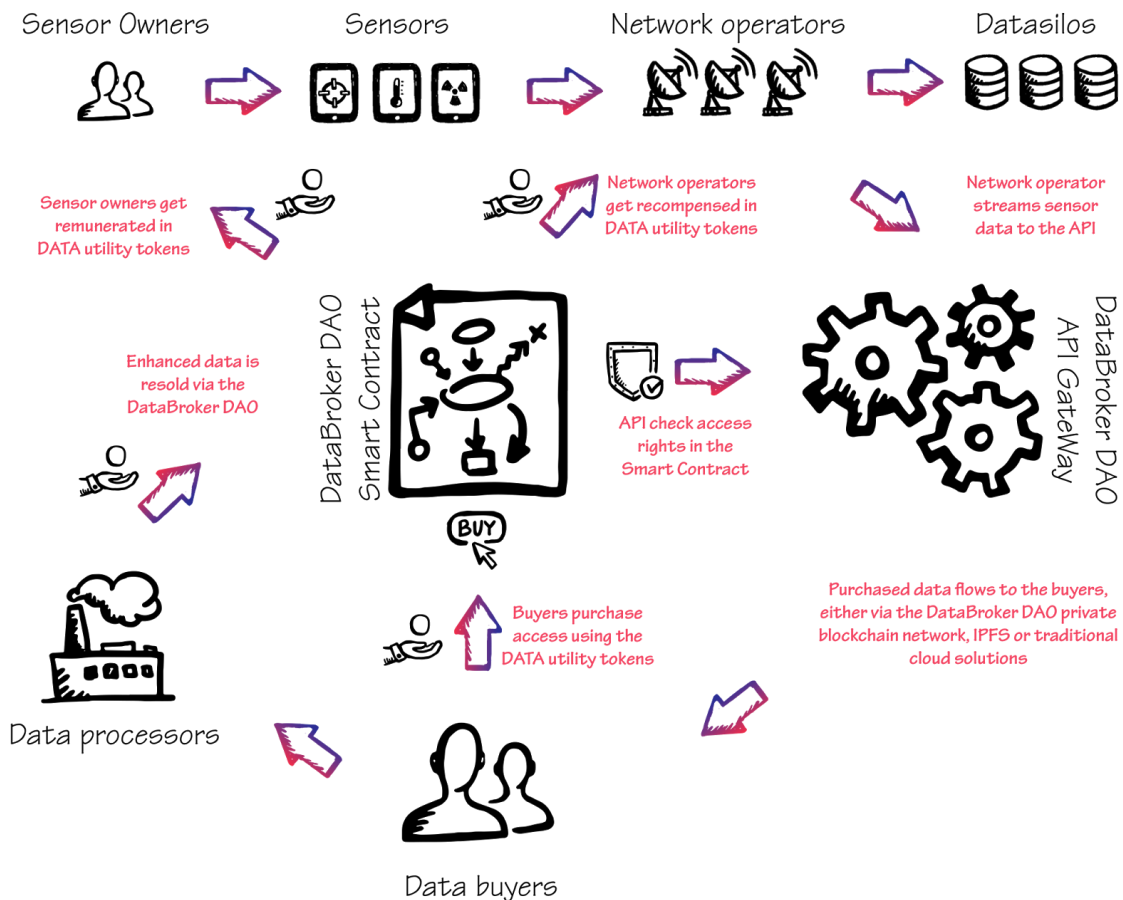 Sensor Owners
Sensors
Network operators
Datasilos
Sensor owners get
remunerated in
DATA utility tokens
Network operators
get recompensed in
DATA utility tokens
Network operator
streams sensor
data to the API
DataBroker DAO
Smart Contract
Enhanced data is
resold via the
DataBroker DAO
API check access
rights in the
Smart Contract
DataBroker DAO
API GateWay
BUY
Buyers purchase
access using the
DATA utility tokens
Purchased data flows to the buyers,
either via the DataBroker DAO private
blockchain network, IPFS or traditional
cloud solutions
Data processors
Data buyers